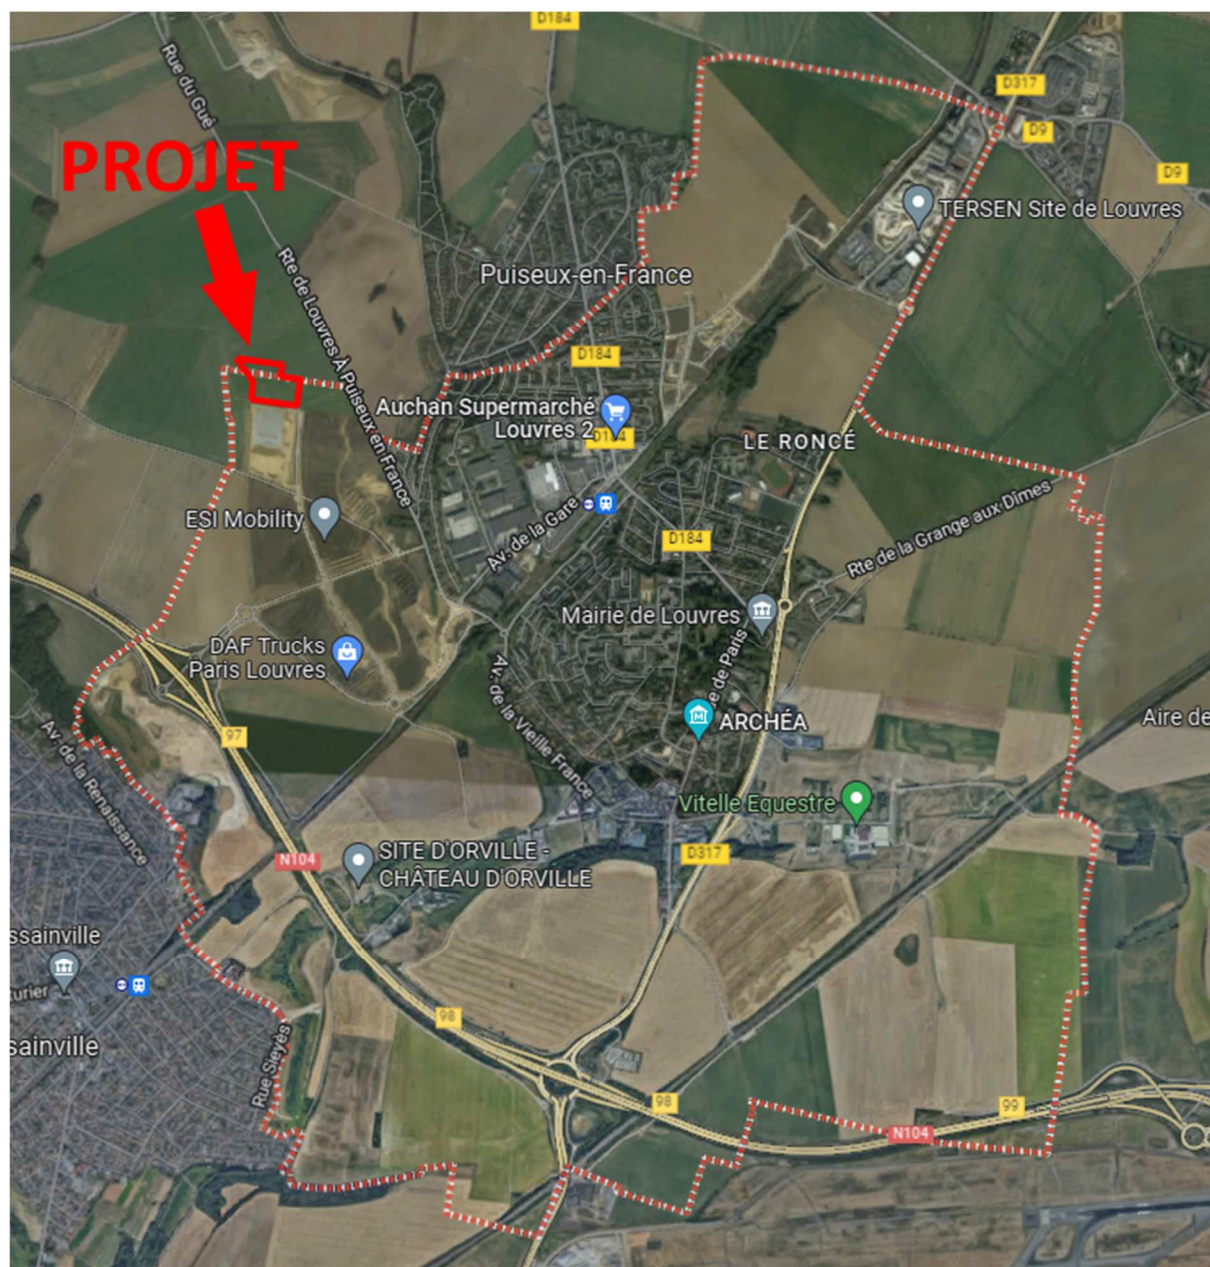 D184
Rue du Gué
D317
D9
D9
PROJET
TERSEN Site de Louvres
Rte de Louvres À Puiseux en France
Puiseux-en-France
D184
Auchan Supermarché
Louvres 2
D184
LE RONCÉ
ESI Mobility
Av. de la Gare
D184
Rte de la Grange aux Dîmes
Mairie de Louvres
DAF Trucks
Paris Louvres
e de Paris
Av. de la Vieille France
ARCHÉA
Aire de
97
Av. de la Renaissance
Vitelle Equestre
N104
SITE D'ORVILLE -
CHÂTEAU D'ORVILLE
D317
ssainville
turier
sainville
98
Rue Sieyès
98
99
N104